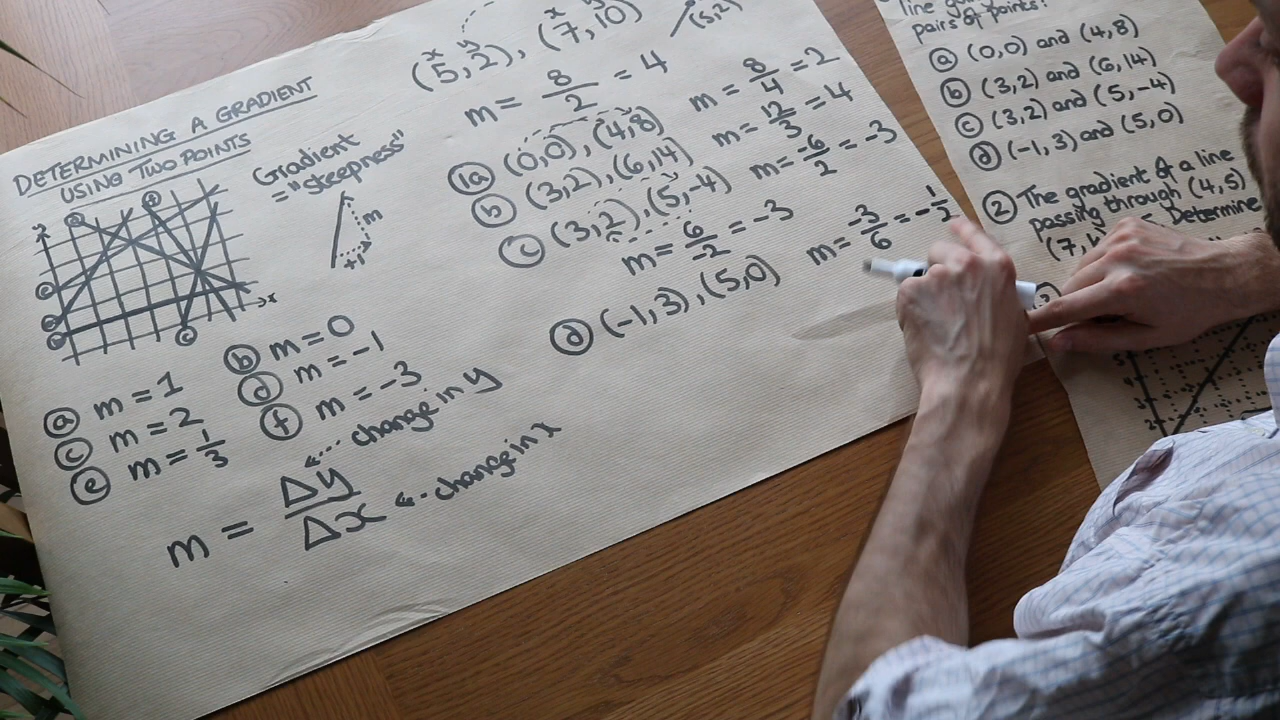 DETERMINING A GRADIENT
USING TWO POINTS
Gradient
= "steepness"
m
+1
y
x
a
b
c
d
e
ⓐ m = 1
ⓑ m = 0
ⓒ m = 2
ⓓ m = -1
ⓔ m = 1/3
ⓕ m = -3
m = Δy/Δx
change in y
change in x
x y x y
(5,2), (7,10)
(5,2)
m = 8/2 = 4
1ⓐ (0,0), (4,8) m = 8/4 = 2
ⓑ (3,2), (6,14) m = 12/3 = 4
ⓒ (3,2), (5,-4) m = -6/2 = -3
m = 6/-2 = -3
ⓓ (-1,3), (5,0) m = -3/6 = -1/2
pairs of points:
ⓐ (0,0) and (4,8)
ⓑ (3,2) and (6,14)
ⓒ (3,2) and (5,-4)
ⓓ (-1,3) and (5,0)
② The gradient of a line
passing through (4,5)
Determine